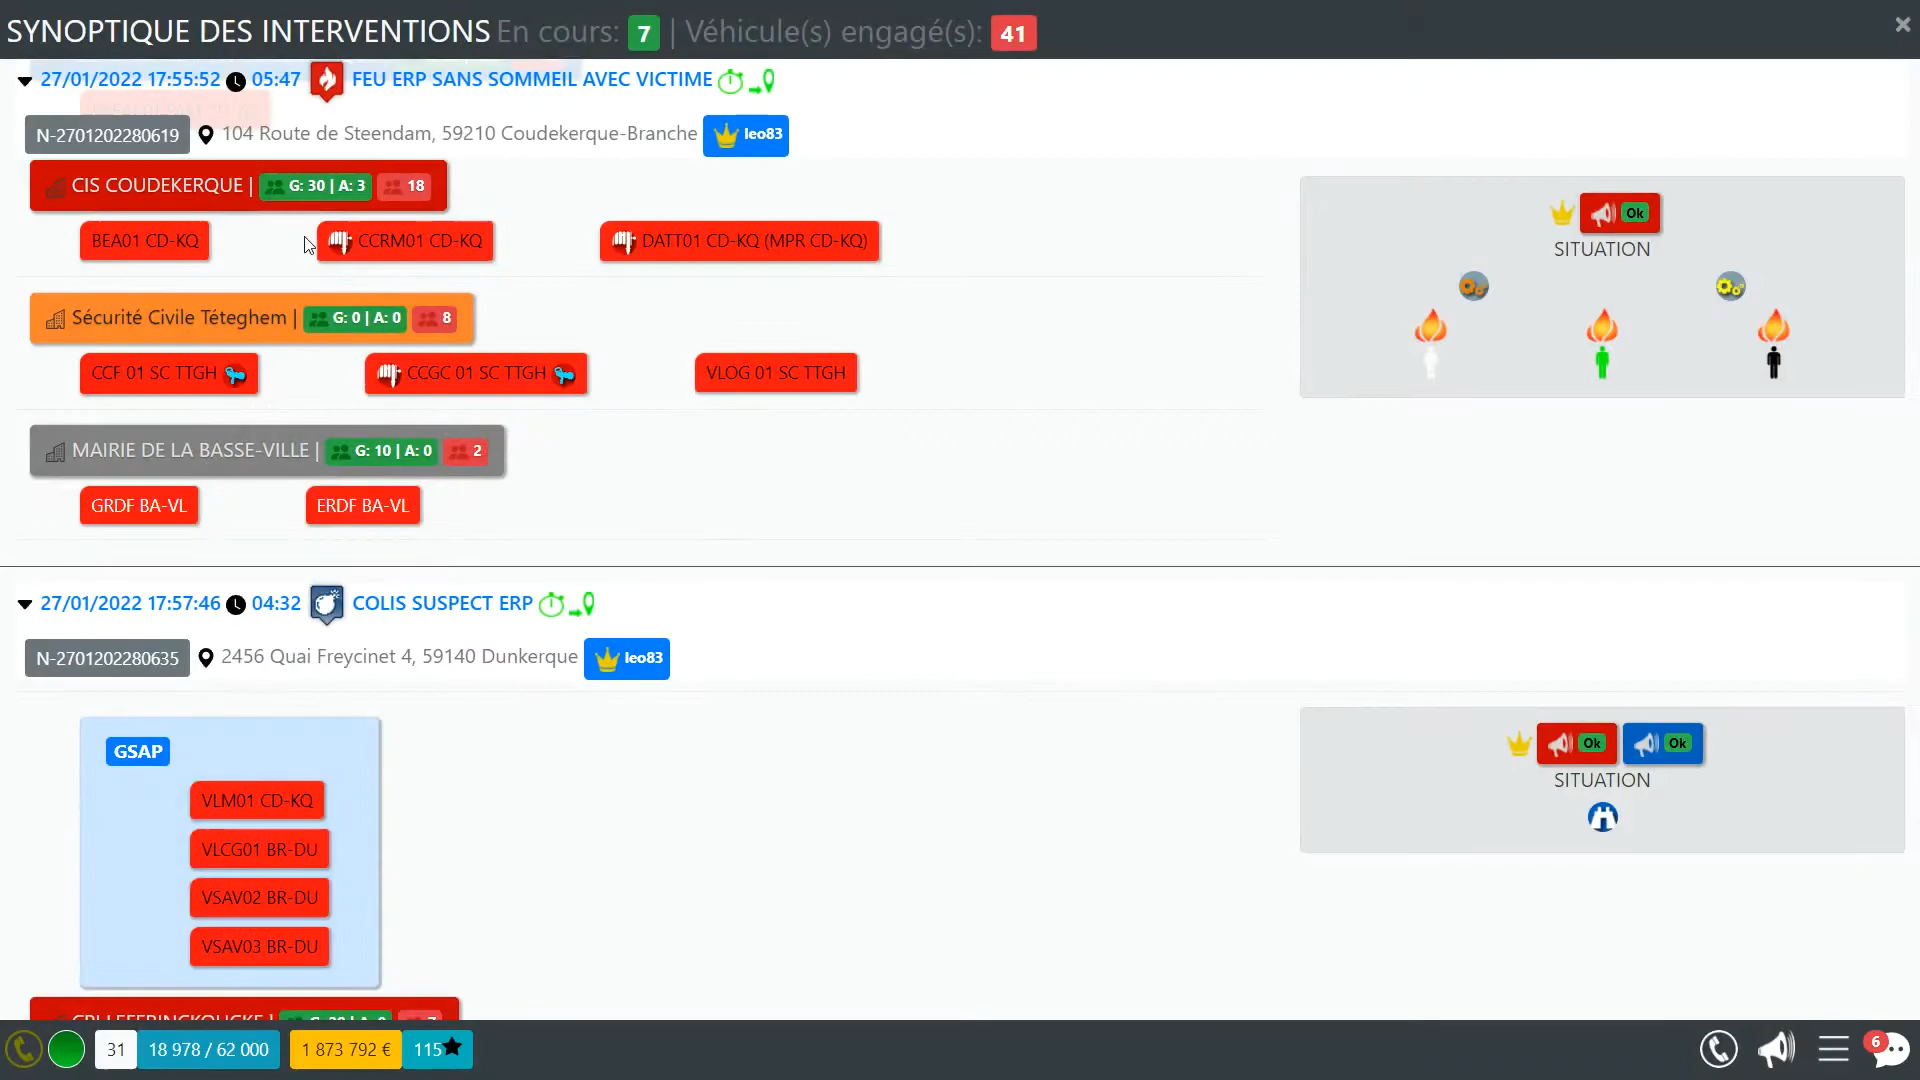 SYNOPTIQUE DES INTERVENTIONS En cours: 7 | Véhicule(s) engagé(s): 41
27/01/2022 17:55:52 05:47 FEU ERP SANS SOMMEIL AVEC VICTIME
N-2701202280619 104 Route de Steendam, 59210 Coudekerque-Branche leo83
CIS COUDEKERQUE | G: 30 | A: 3 18
Ok
BEA01 CD-KQ CCRM01 CD-KQ DATT01 CD-KQ (MPR CD-KQ)
SITUATION
Sécurité Civile Téteghem | G: 0 | A: 0 8
CCF 01 SC TTGH CCGC 01 SC TTGH VLOG 01 SC TTGH
MAIRIE DE LA BASSE-VILLE | G: 10 | A: 0 2
GRDF BA-VL ERDF BA-VL
27/01/2022 17:57:46 04:32 COLIS SUSPECT ERP
N-2701202280635 2456 Quai Freycinet 4, 59140 Dunkerque leo83
GSAP
Ok Ok
SITUATION
VLM01 CD-KQ
VLCG01 BR-DU
VSAV02 BR-DU
VSAV03 BR-DU
31 18 978 / 62 000 1 873 792 € 115 6